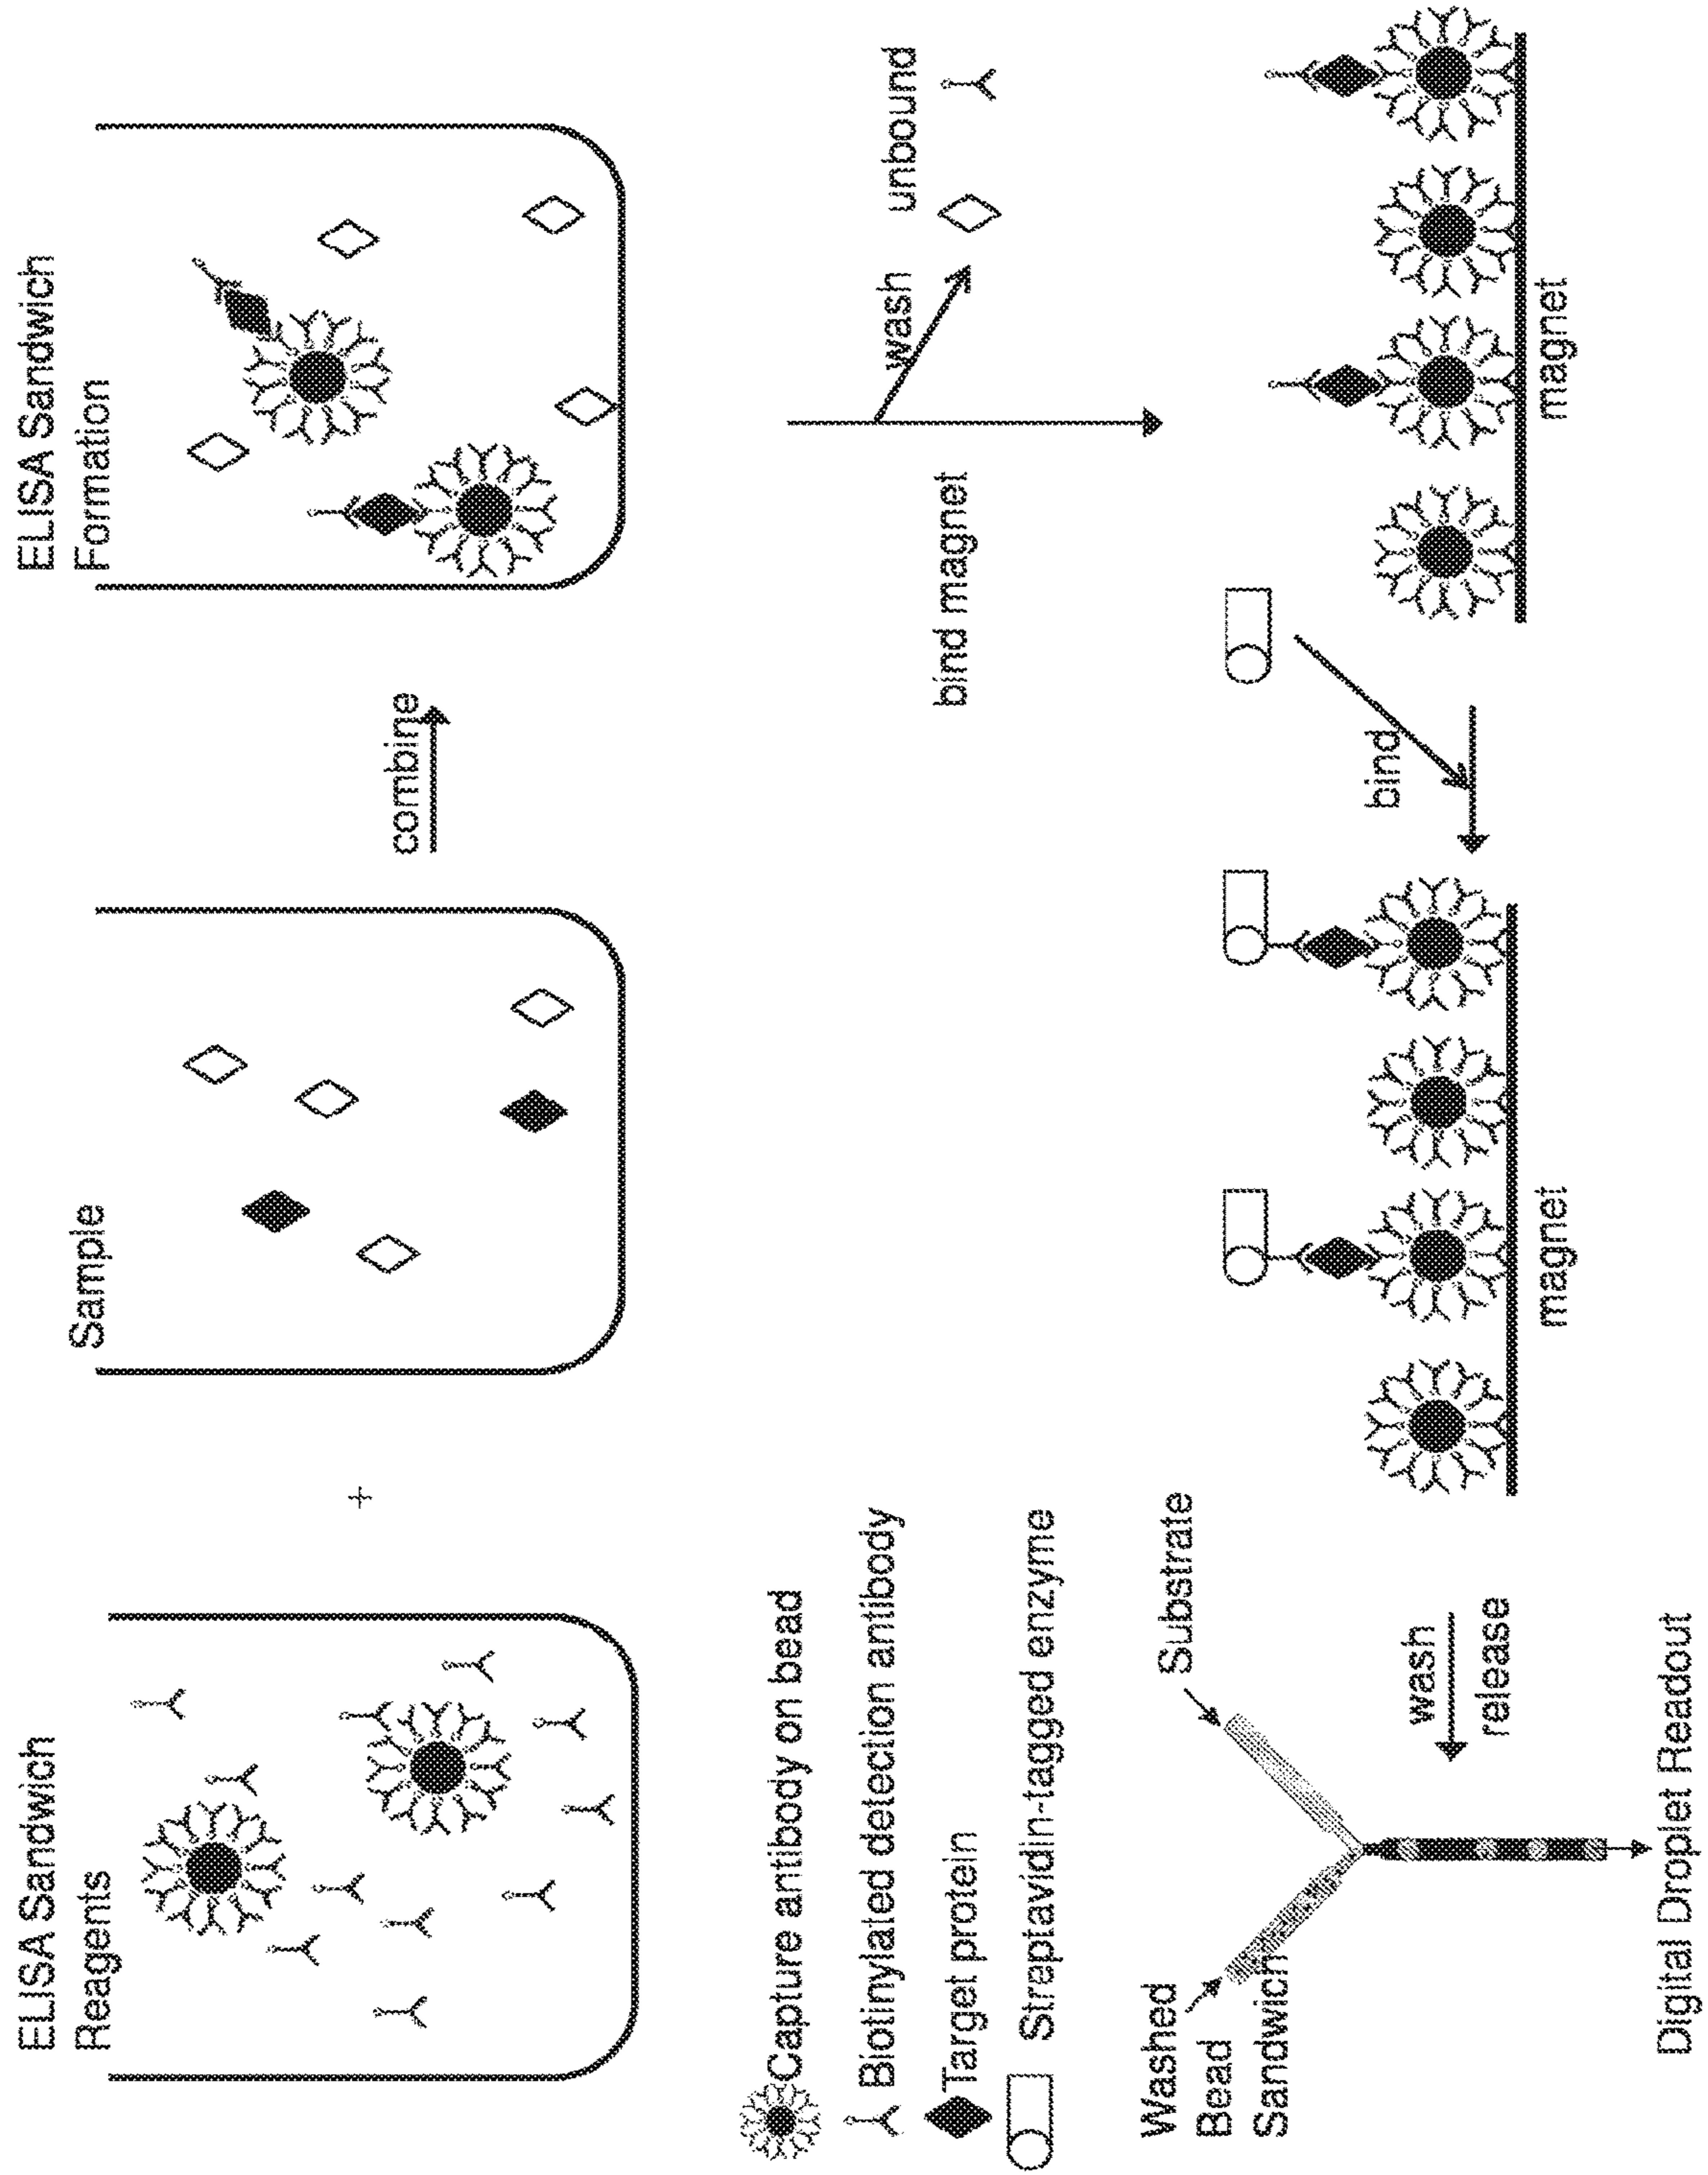 ELISA Sandwich
Reagents
+
Sample
combine
ELISA Sandwich
Formation
Capture antibody on bead
Biotinylated detection antibody
Target protein
Streptavidin-tagged enzyme
bind magnet
wash
unbound
magnet
bind
magnet
wash
release
Washed
Bead
Sandwich
Substrate
Digital Droplet Readout